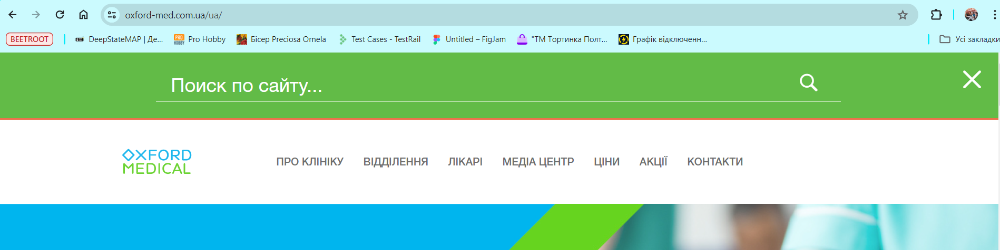 oxford-med.com.ua/ua/
BEETROOT DeepStateMAP | Де... Pro Hobby Бісер Preciosa Ornela Test Cases - TestRail Untitled – FigJam "ТМ Тортинка Полт... Графік відключенн... Усі закладки
PRO HOBBY
Поиск по сайту...
OXFORD
MEDICAL
ПРО КЛІНІКУ ВІДДІЛЕННЯ ЛІКАРІ МЕДІА ЦЕНТР ЦІНИ АКЦІЇ КОНТАКТИ